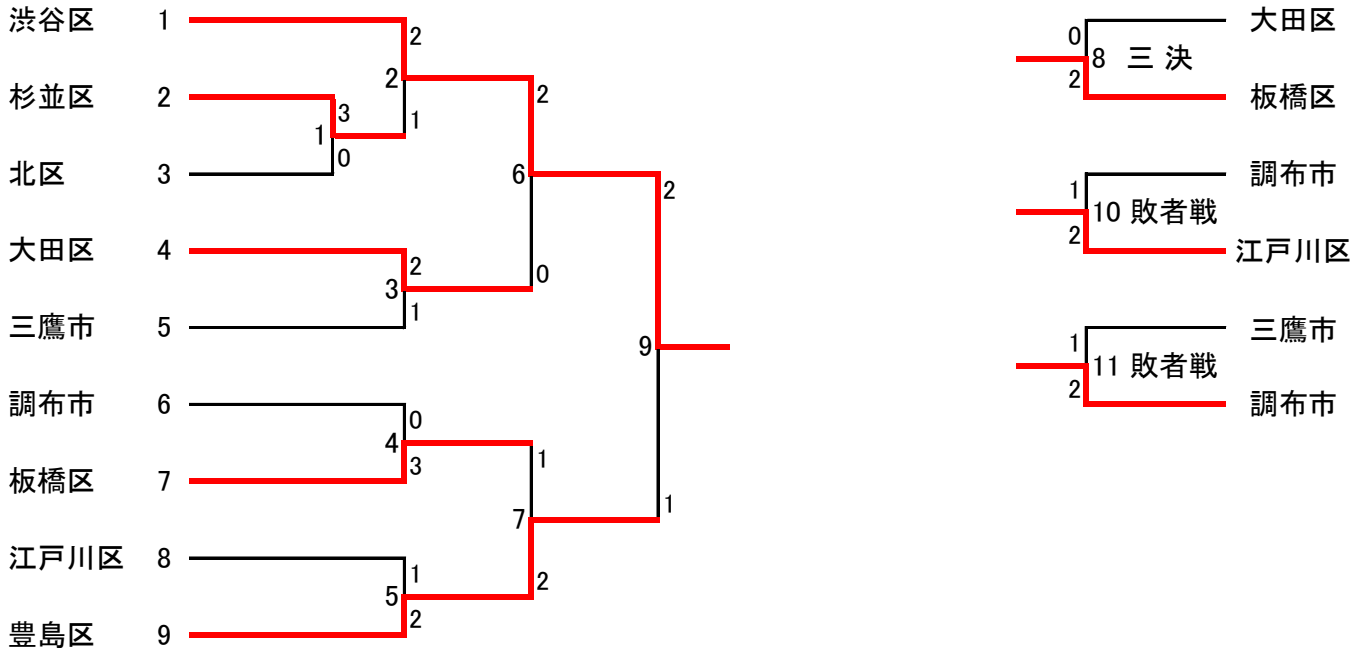 渋谷区 1
2
2
杉並区 2
3
1
1
0
北区 3
2
6
2
大田区 4
2
3
0
1
三鷹市 5
9
調布市 6
0
4
3
1
板橋区 7
1
7
江戸川区 8
1
5
2
2
豊島区 9
大田区
0
8 三決
2
板橋区
調布市
1
10 敗者戦
2
江戸川区
三鷹市
1
11 敗者戦
2
調布市